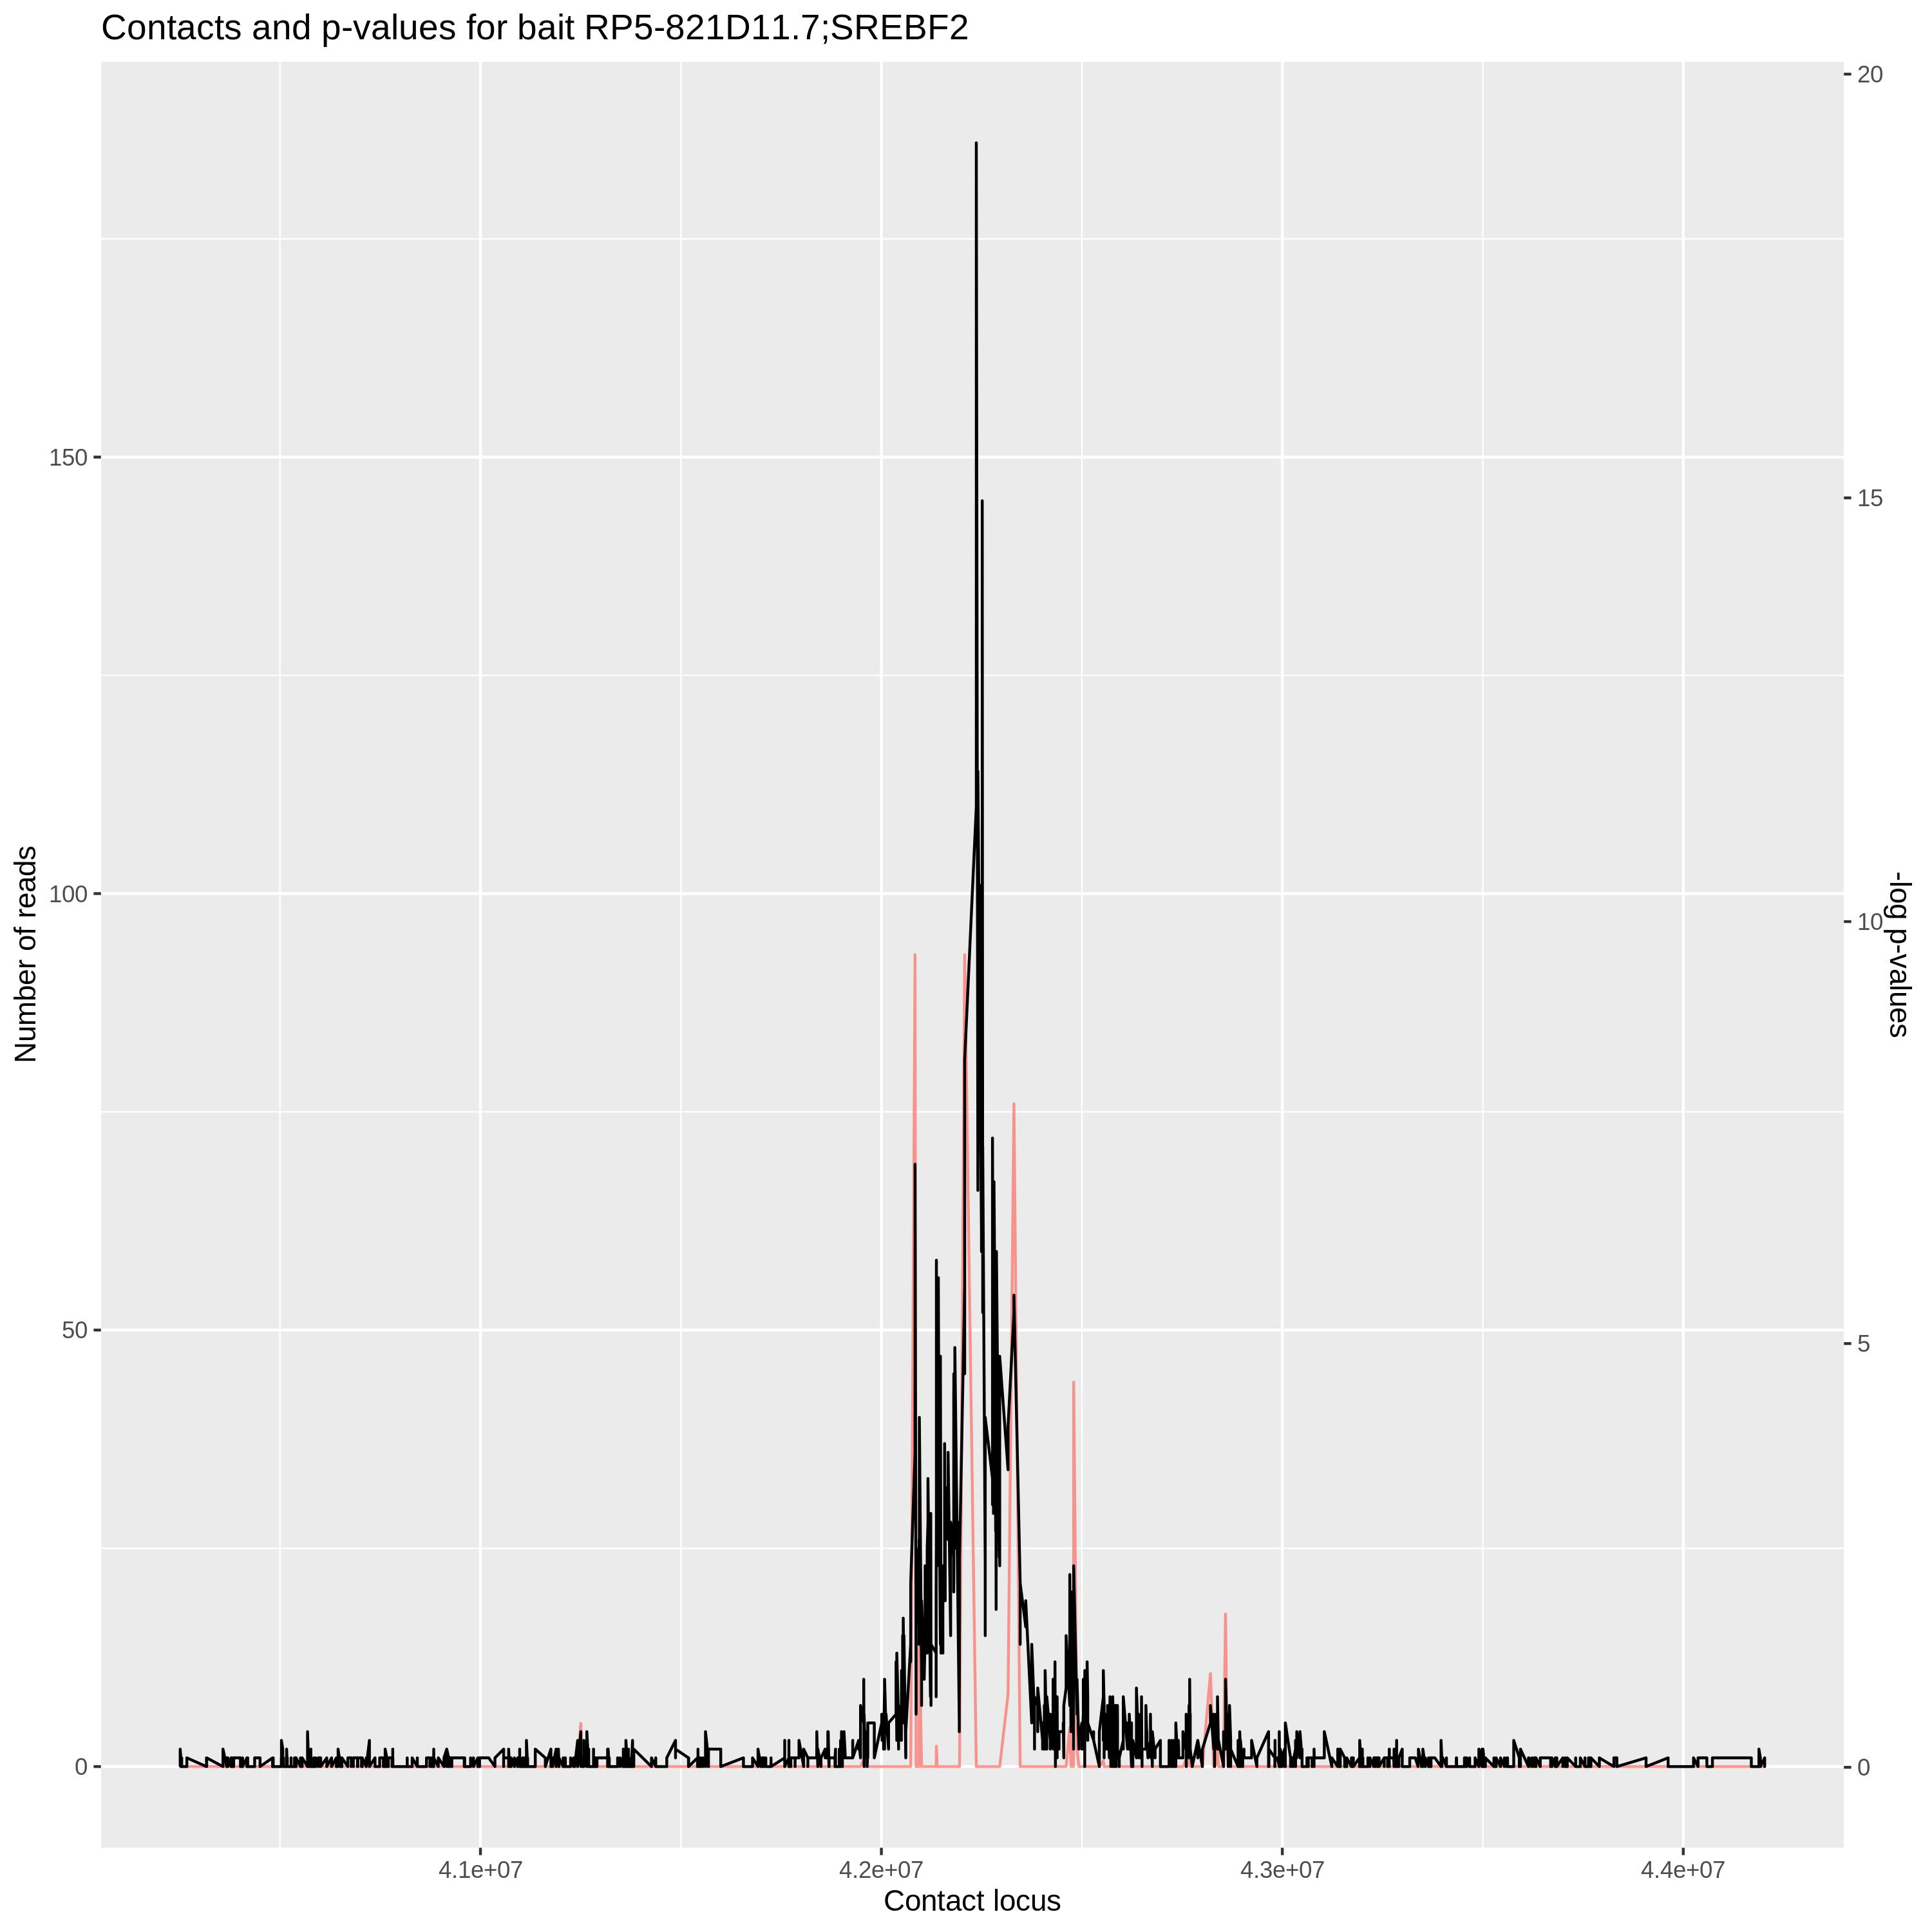 Contacts and p-values for bait RP5-821D11.7;SREBF2
Number of reads
150
100
50
0
20
15
10
5
0
-log p-values
4.1e+07
4.2e+07
4.3e+07
4.4e+07
Contact locus